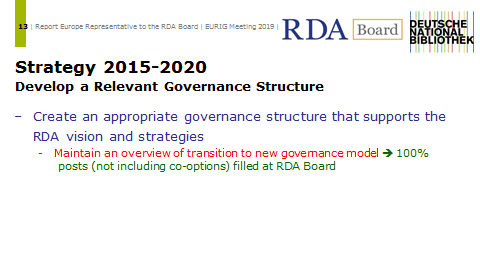 13 | Report Europe Representative to the RDA Board | EURIG Meeting 2019 |
RDA Board
DEUTSCHE
NATIONAL
BIBLIOTHEK
Strategy 2015-2020
Develop a Relevant Governance Structure
– Create an appropriate governance structure that supports the
RDA vision and strategies
- Maintain an overview of transition to new governance model ➔ 100%
posts (not including co-options) filled at RDA Board